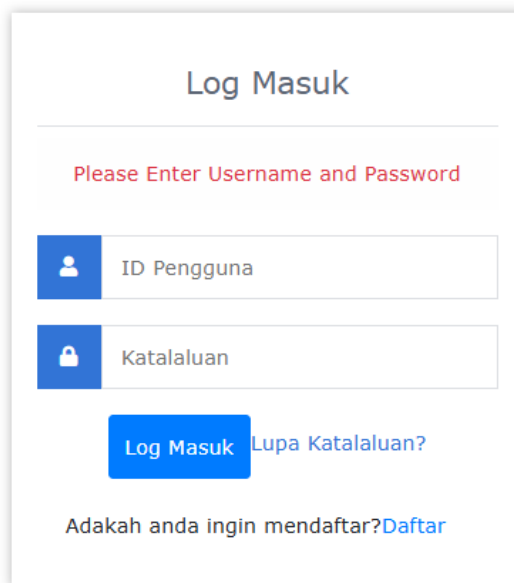 Log Masuk
Please Enter Username and Password
ID Pengguna
Katalaluan
Log Masuk Lupa Katalaluan?
Adakah anda ingin mendaftar?Daftar